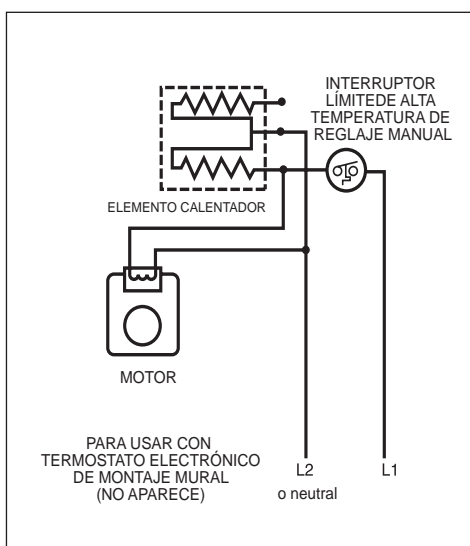 INTERRUPTOR
LÍMITEDE ALTA
TEMPERATURA DE
REGLAJE MANUAL
ELEMENTO CALENTADOR
MOTOR
PARA USAR CON
TERMOSTATO ELECTRÓNICO
DE MONTAJE MURAL
(NO APARECE)
L2
o neutral
L1